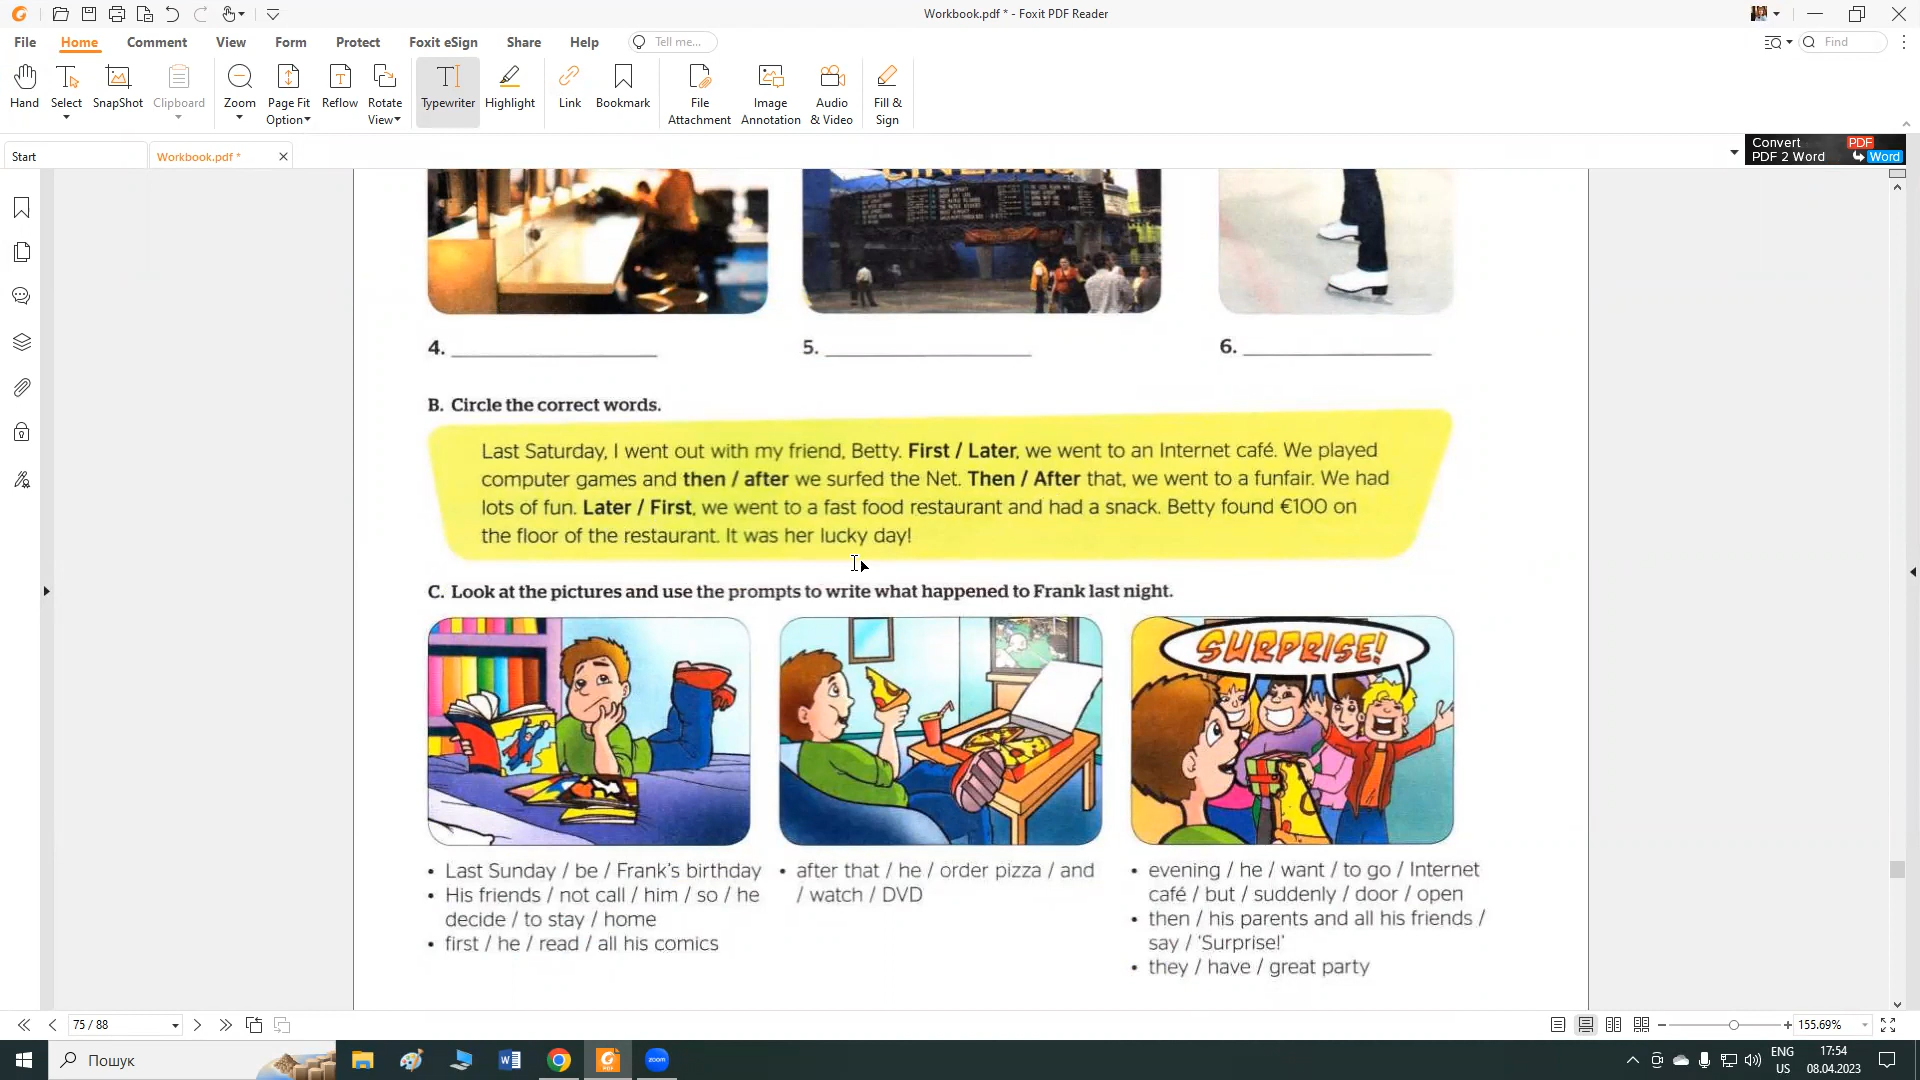 Workbook.pdf * - Foxit PDF Reader
File Home Comment View Form Protect Foxit eSign Share Help Tell me... Find
Hand Select SnapShot Clipboard Zoom Page Fit Option Reflow Rotate View Typewriter Highlight Link Bookmark File Attachment Image Annotation Audio & Video Fill & Sign
Start Workbook.pdf *
Convert PDF
PDF 2 Word Word
CINEMAS
4. 5. 6.
B. Circle the correct words.
Last Saturday, I went out with my friend, Betty. First / Later, we went to an Internet café. We played
computer games and then / after we surfed the Net. Then / After that, we went to a funfair. We had
lots of fun. Later / First, we went to a fast food restaurant and had a snack. Betty found €100 on
the floor of the restaurant. It was her lucky day!
C. Look at the pictures and use the prompts to write what happened to Frank last night.
SURPRISE!
• Last Sunday / be / Frank's birthday
• His friends / not call / him / so / he
decide / to stay / home
• first / he / read / all his comics
• after that / he / order pizza / and
/ watch / DVD
• evening / he / want / to go / Internet
café / but / suddenly / door / open
• then / his parents and all his friends /
say / 'Surprise!'
• they / have / great party
75 / 88 155.69%
Пошук zoom ENG 17:54
US 08.04.2023